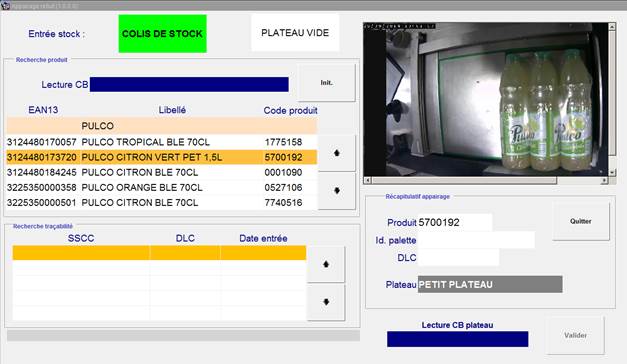 Appairage rebut (1.0.0.6)
Entrée stock :
COLIS DE STOCK
PLATEAU VIDE
Recherche produit
Lecture CB
Init.
EAN13 Libellé Code produit
PULCO
3124480170057 PULCO TROPICAL BLE 70CL 1775158
3124480173720 PULCO CITRON VERT PET 1,5L 5700192
3124480184245 PULCO CITRON BLE 70CL 0001090
3225350000358 PULCO ORANGE BLE 70CL 0527106
3225350000501 PULCO CITRON BLE 70CL 7740516
Recherche traçabilité
SSCC DLC Date entrée
Pulco
Pulco
Récapitulatif appairage
Produit 5700192
Quitter
Id. palette
DLC
Plateau PETIT PLATEAU
Lecture CB plateau
Valider